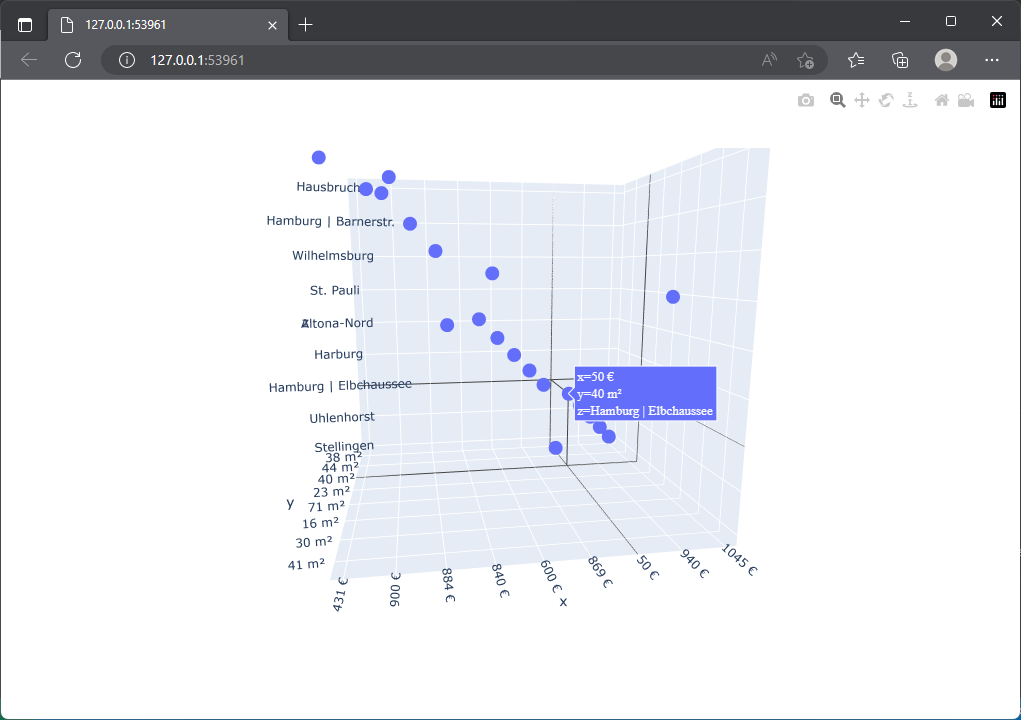 127.0.0.1:53961
127.0.0.1:53961
Hausbruch
Hamburg | Barnerstr.
Wilhelmsburg
St. Pauli
z
Altona-Nord
Harburg
Hamburg | Elbchaussee
Uhlenhorst
Stellingen
x=50 €
y=40 m²
z=Hamburg | Elbchaussee
38 m²
44 m²
40 m²
23 m²
y
71 m²
16 m²
30 m²
41 m²
431 €
900 €
884 €
840 €
600 €
869 €
50 €
940 €
1045 €
x